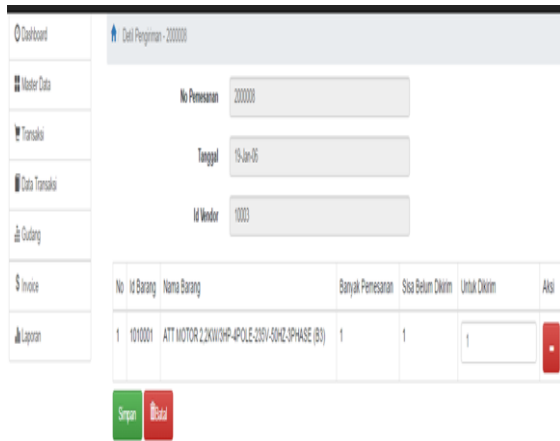 Dashboard
Detil Pengiriman - 2000008
Master Data
No Pemesanan 2000008
Transaksi
Tanggal 19-Jan-06
Data Transaksi
Id Vendor 10003
Gudang
Invoice
No Id Barang Nama Barang Banyak Pemesanan Sisa Belum Dikirim Untuk Dikirim Aksi
Laporan
1 1010001 ATT MOTOR 2,2KW/3HP-4POLE-235V-50HZ-3PHASE (B3) 1 1 1
Simpan Batal